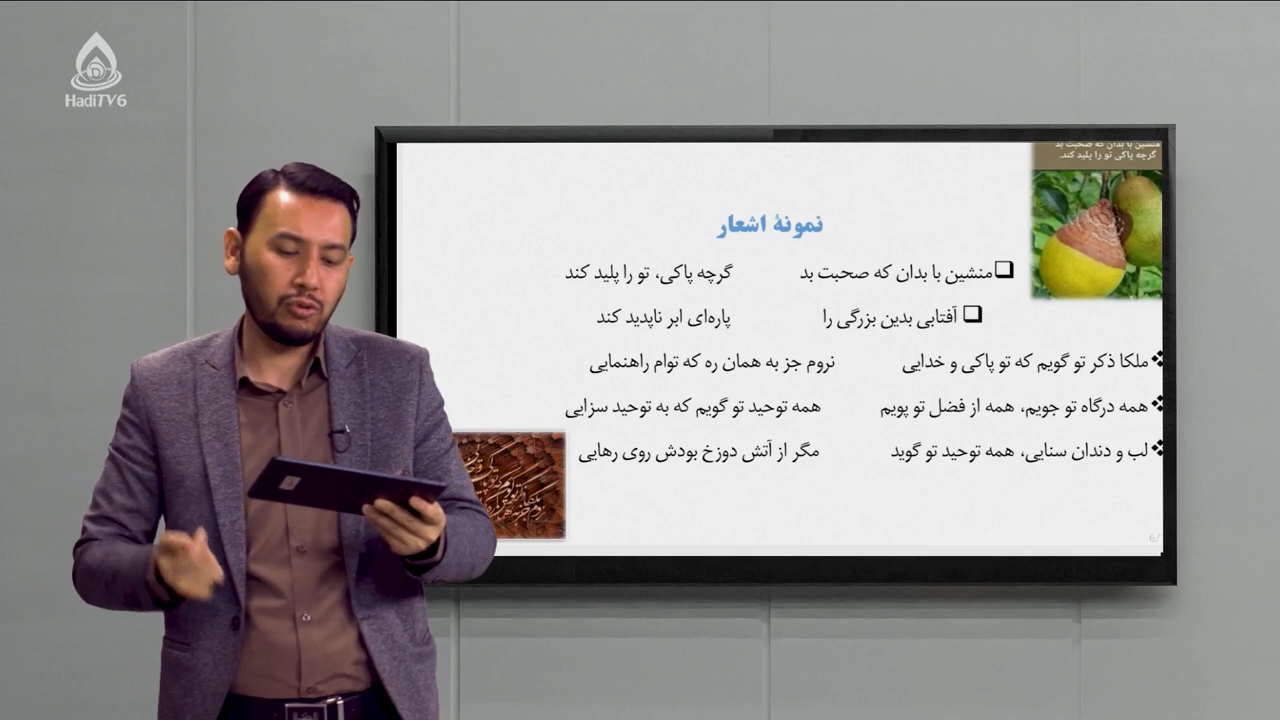 HadiTV6
منشین با بدان که صحبت بد
گرچه پاکی تو را پلید کند.
نمونۀ اشعار
منشین با بدان که صحبت بد گرچه پاکی، تو را پلید کند
آفتابی بدین بزرگی را پاره‌ای ابر ناپدید کند
ملکا ذکر تو گویم که تو پاکی و خدایی نروم جز به همان ره که توام راهنمایی
همه درگاه تو جویم، همه از فضل تو پویم همه توحید تو گویم که به توحید سزایی
لب و دندان سنایی، همه توحید تو گوید مگر از آتش دوزخ بودش روی رهایی
6/